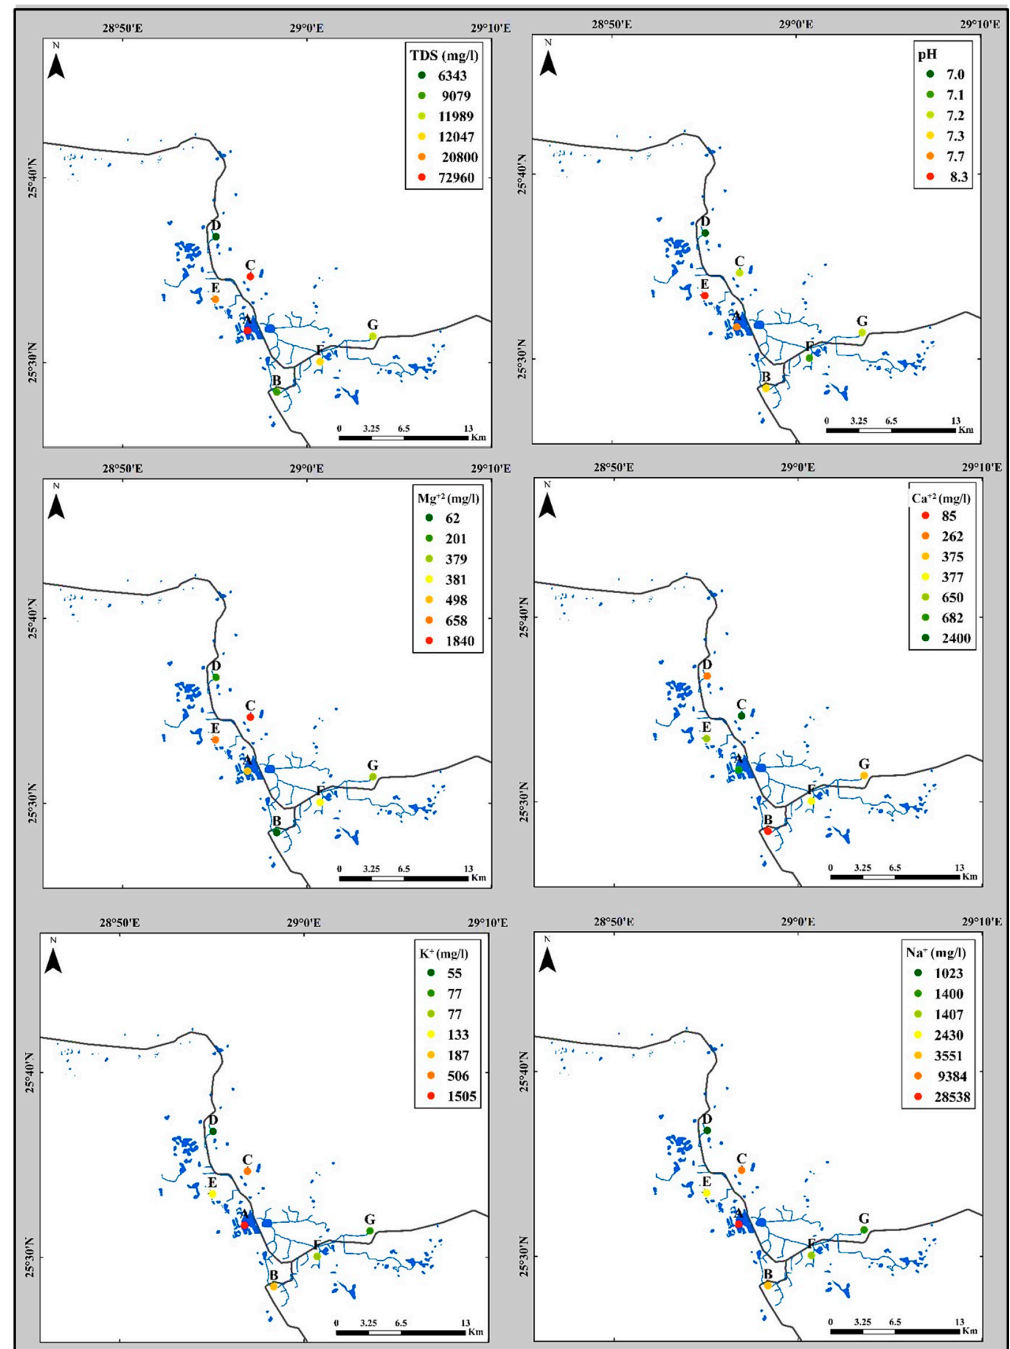 28°50'E 29°0'E 29°10'E
28°50'E 29°0'E 29°10'E
N
TDS (mg/l)
6343
9079
11989
12047
20800
72960
25°40'N
25°30'N
D
C
E
A
G
F
B
0 3.25 6.5 13
Km
N
pH
7.0
7.1
7.2
7.3
7.7
8.3
25°40'N
25°30'N
D
C
E
A
G
F
B
0 3.25 6.5 13
Km
28°50'E 29°0'E 29°10'E
28°50'E 29°0'E 29°10'E
N
Mg+2 (mg/l)
62
201
379
381
498
658
1840
25°40'N
25°30'N
D
C
E
A
G
F
B
0 3.25 6.5 13
Km
N
Ca+2 (mg/l)
85
262
375
377
650
682
2400
25°40'N
25°30'N
D
C
E
A
G
F
B
0 3.25 6.5 13
Km
28°50'E 29°0'E 29°10'E
28°50'E 29°0'E 29°10'E
N
K+ (mg/l)
55
77
77
133
187
506
1505
25°40'N
25°30'N
D
C
E
A
G
F
B
0 3.25 6.5 13
Km
N
Na+ (mg/l)
1023
1400
1407
2430
3551
9384
28538
25°40'N
25°30'N
D
C
E
A
G
F
B
0 3.25 6.5 13
Km